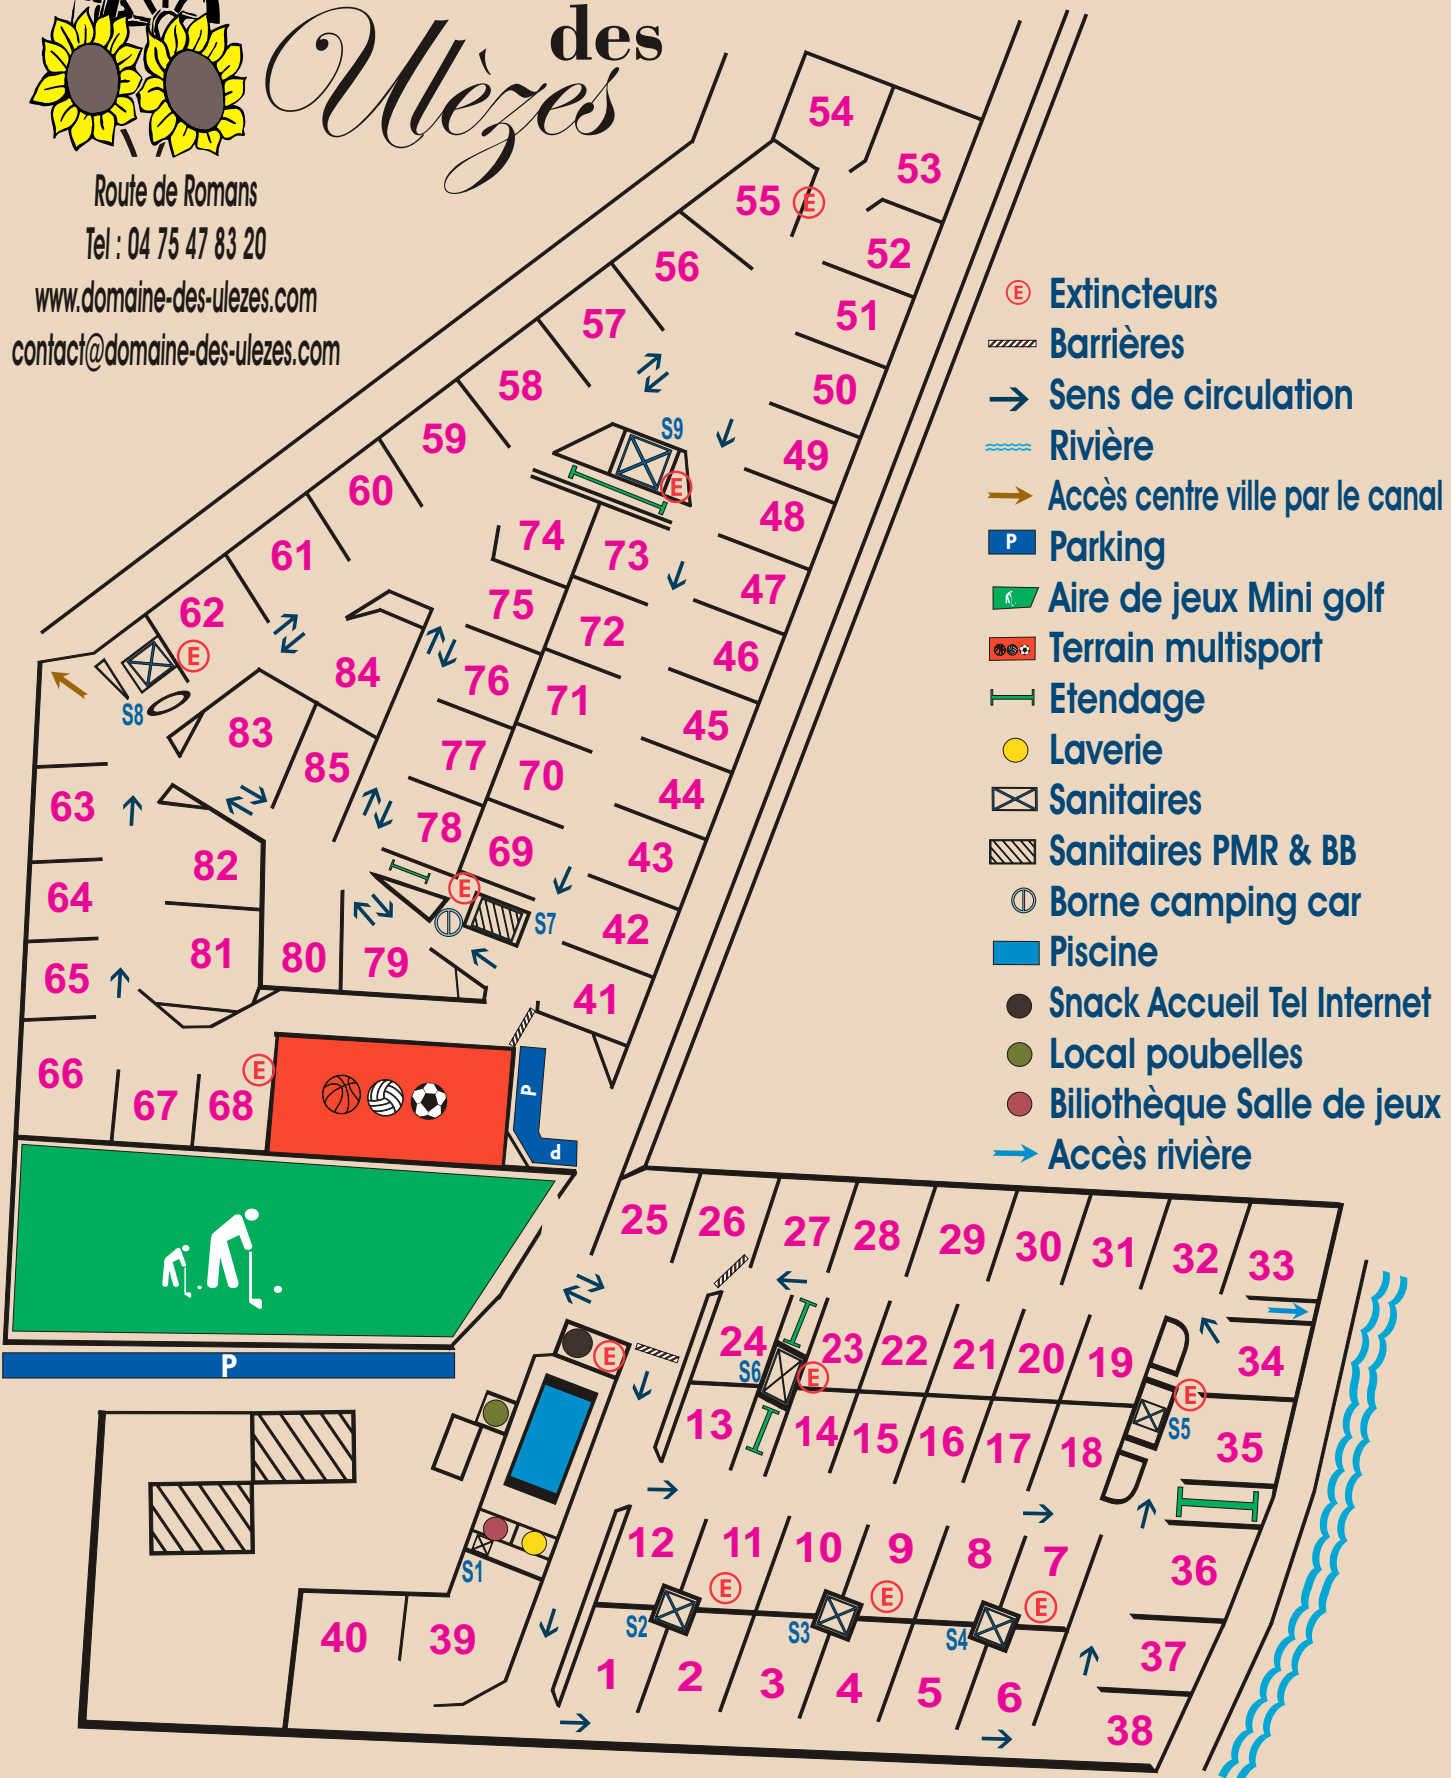 des
Ulèzes
Route de Romans
Tel : 04 75 47 83 20
www.domaine-des-ulezes.com
contact@domaine-des-ulezes.com
E Extincteurs
Barrières
Sens de circulation
Rivière
Accès centre ville par le canal
P Parking
Aire de jeux Mini golf
Terrain multisport
Etendage
Laverie
Sanitaires
Sanitaires PMR & BB
Borne camping car
Piscine
Snack Accueil Tel Internet
Local poubelles
Biliothèque Salle de jeux
Accès rivière
54
53
55 E
52
56
51
57
50
58
S9
59
49
E
60
48
74
73
61
47
75
62
72
46
E
84
76
71
S8
45
83
77
85
70
44
63
78
69
43
82
E
64
S7
42
81
80
79
65
41
66
E
67
68
P
P
25
26
27
28
29
30
31
32
33
24
23
22
21
20
19
34
S6
E
E
E
P
13
14
15
16
17
18
S5
35
12
11
10
9
8
7
36
S1
E
E
E
S2
S3
S4
40
39
1
2
3
4
5
6
37
38